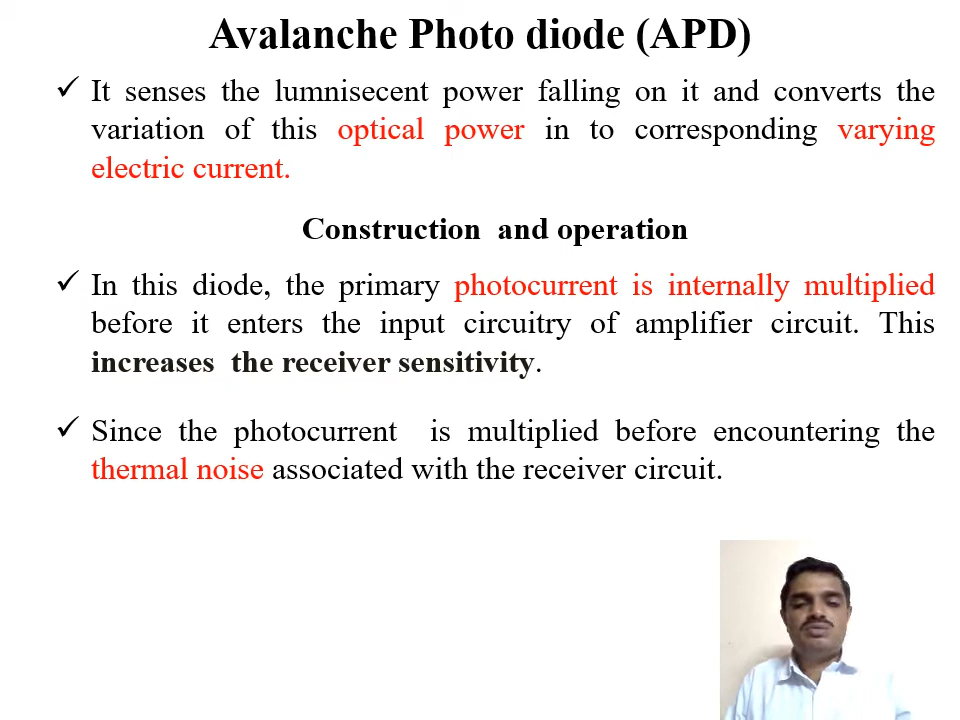 Avalanche Photo diode (APD)
✓ It senses the lumnisecent power falling on it and converts the
variation of this optical power in to corresponding varying
electric current.
Construction and operation
✓ In this diode, the primary photocurrent is internally multiplied
before it enters the input circuitry of amplifier circuit. This
increases the receiver sensitivity.
✓ Since the photocurrent is multiplied before encountering the
thermal noise associated with the receiver circuit.